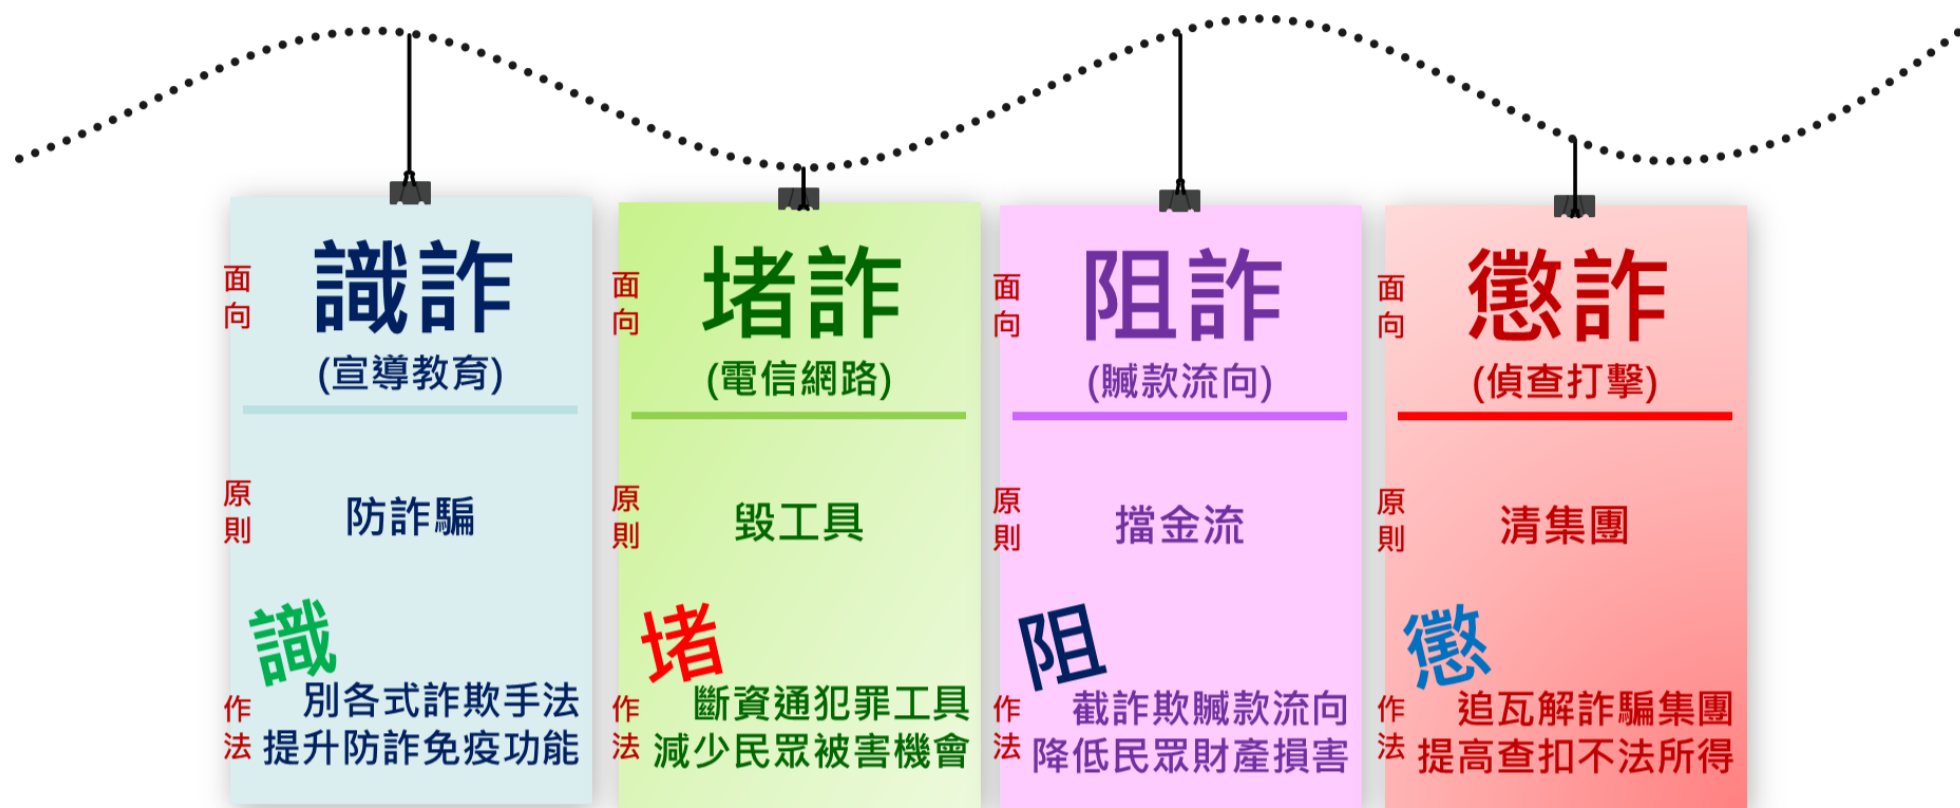 面向
識詐
(宣導教育)
原則
防詐騙
作法
識
別各式詐欺手法
提升防詐免疫功能
面向
堵詐
(電信網路)
原則
毀工具
作法
堵
斷資通犯罪工具
減少民眾被害機會
面向
阻詐
(贓款流向)
原則
擋金流
作法
阻
截詐欺贓款流向
降低民眾財產損害
面向
懲詐
(偵查打擊)
原則
清集團
作法
懲
追瓦解詐騙集團
提高查扣不法所得